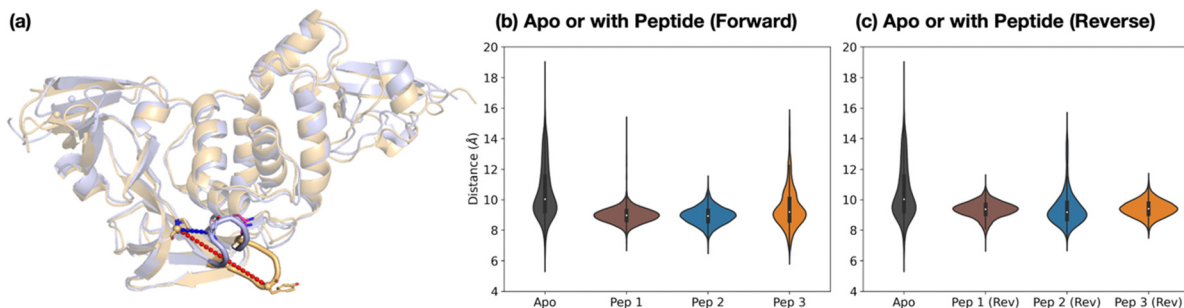 (a)
(b) Apo or with Peptide (Forward)
(c) Apo or with Peptide (Reverse)
Distance (Å)
20
18
16
14
12
10
8
6
4
Apo
Pep 1
Pep 2
Pep 3
20
18
16
14
12
10
8
6
4
Apo
Pep 1 (Rev)
Pep 2 (Rev)
Pep 3 (Rev)